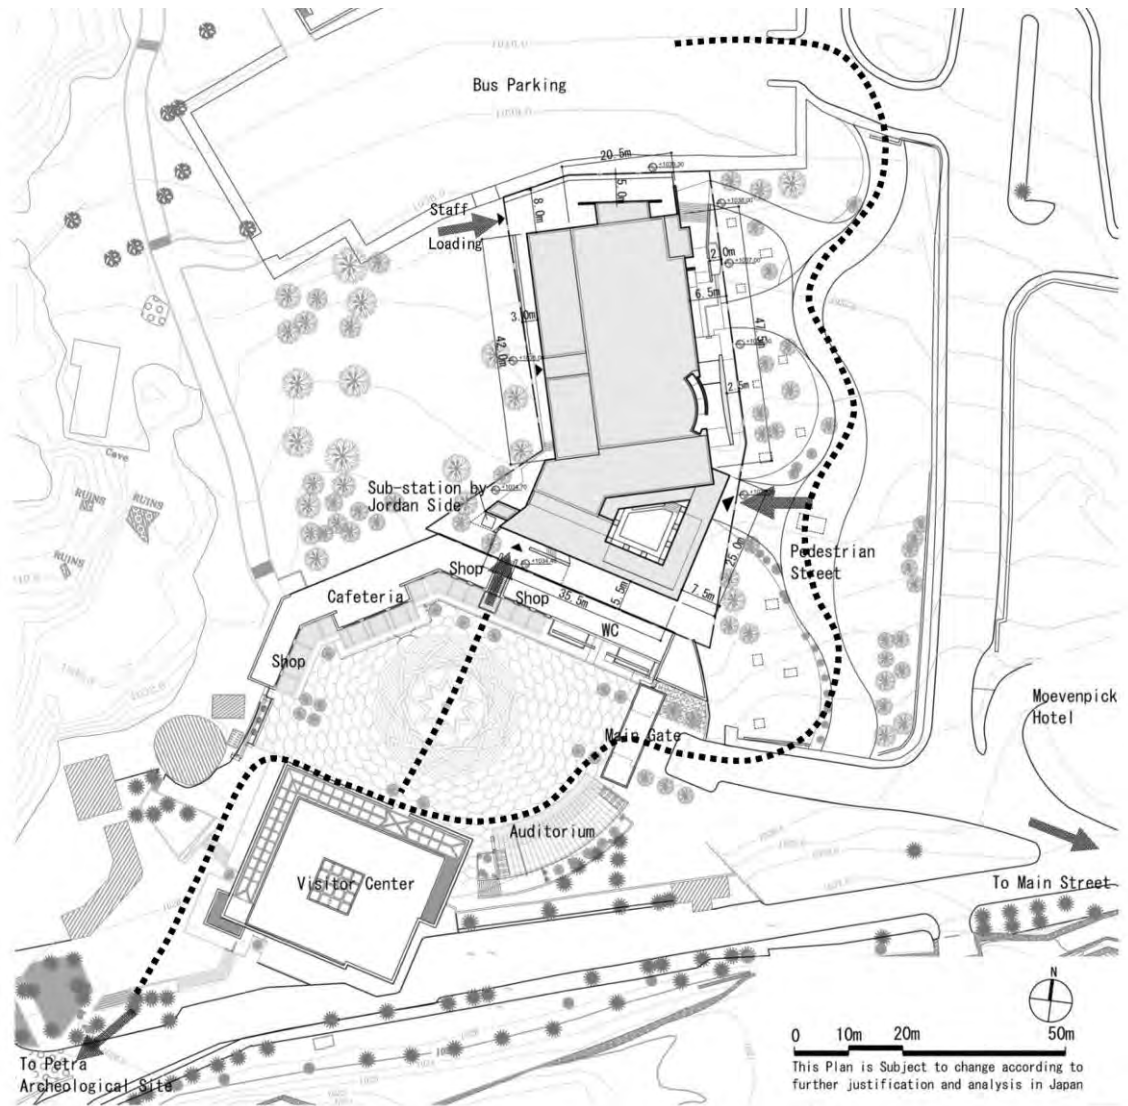 1010.0
Bus Parking
1039.0
20.5m
5.0m
8.0m
Staff
Loading
2.0m
6.5m
3.0m
42.0m
2.5m
Cave
RUINS
RUINS
RUINS
Sub-station by
Jordan Side
Pedestrian
Street
25.0m
Shop
Cafeteria
Shop
35.5m
5.5m
7.5m
WC
Shop
Moevenpick
Hotel
Main Gate
Auditorium
Visitor Center
To Main Street
N
0 10m 20m 50m
This Plan is Subject to change according to
further justification and analysis in Japan
To Petra
Archeological Site